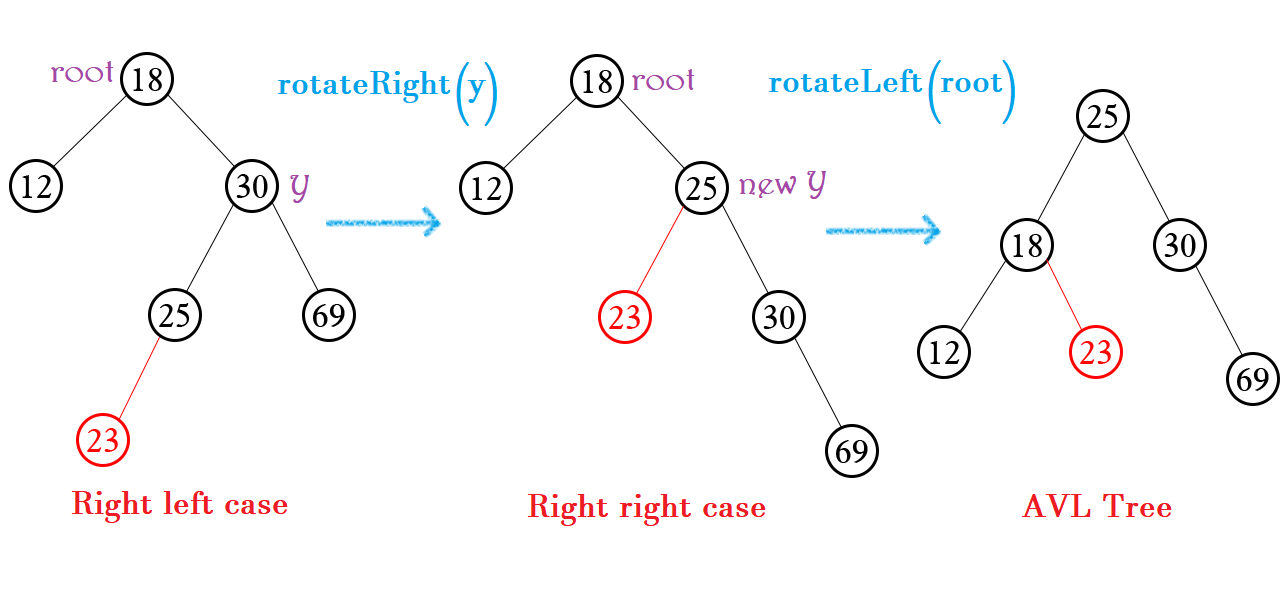 root 18
rotateRight(y)
18 root
rotateLeft(root)
25
12
30 y
12
25 new y
18
30
25
69
23
30
12
23
69
23
69
Right left case
Right right case
AVL Tree